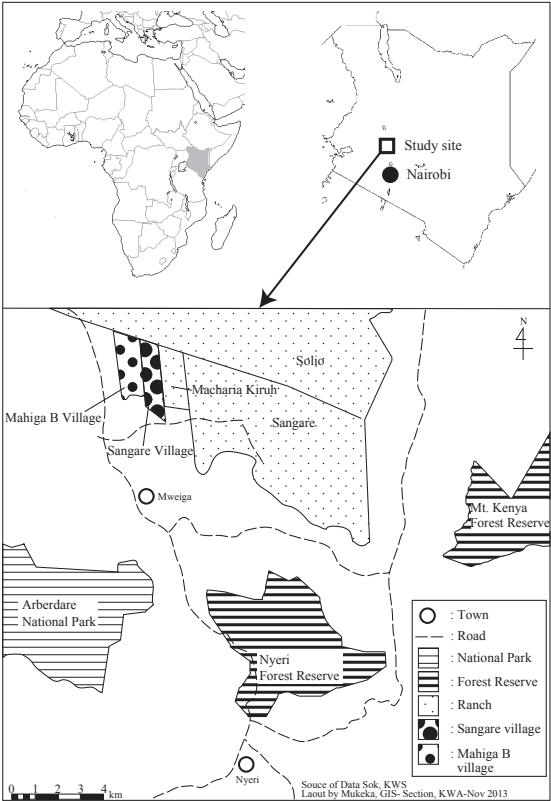 Study site
Nairobi
N
Solio
Macharia Kiruh
Mahiga B Village
Sangare
Sangare Village
Mweiga
Mt. Kenya
Forest Reserve
Arberdare
National Park
Nyeri
Forest Reserve
: Town
: Road
: National Park
: Forest Reserve
: Ranch
: Sangare village
: Mahiga B
village
Nyeri
0 1 2 3 4
km
Souce of Data Sok, KWS
Laout by Mukeka, GIS- Section, KWA-Nov 2013